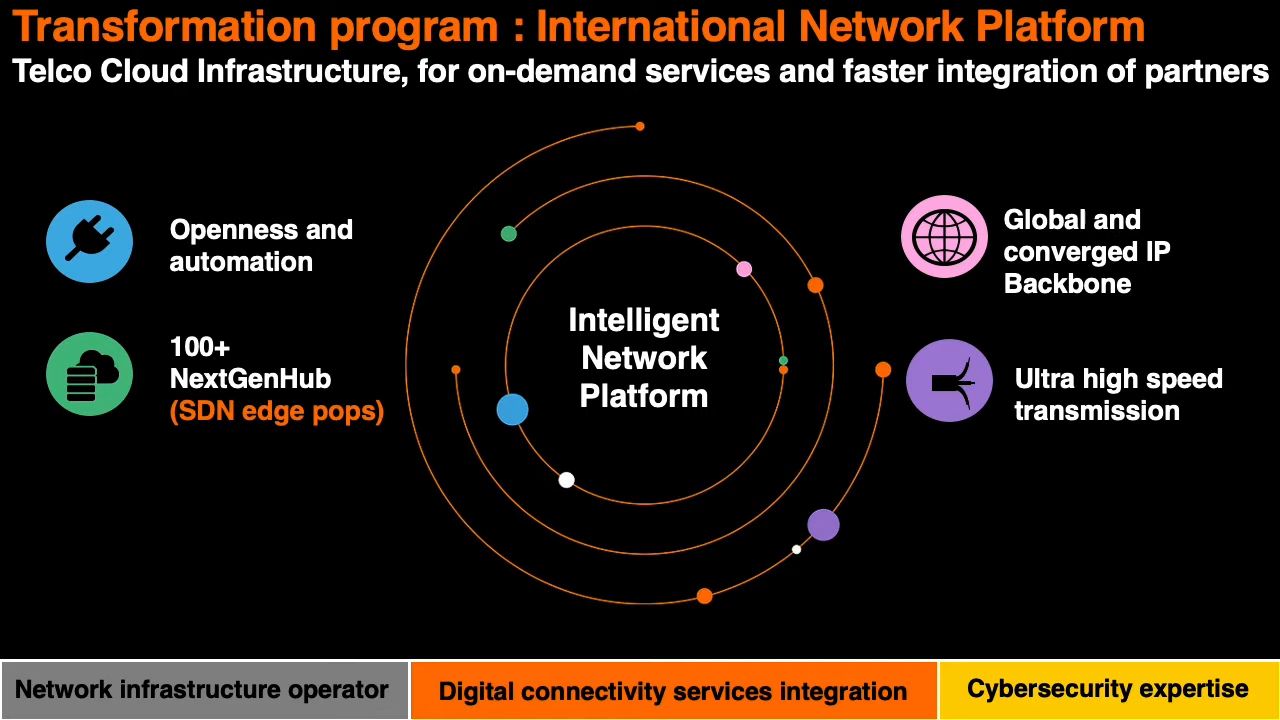 Transformation program : International Network Platform
Telco Cloud Infrastructure, for on-demand services and faster integration of partners
Openness and
automation
100+
NextGenHub
(SDN edge pops)
Intelligent
Network
Platform
Global and
converged IP
Backbone
Ultra high speed
transmission
Network infrastructure operator
Digital connectivity services integration
Cybersecurity expertise